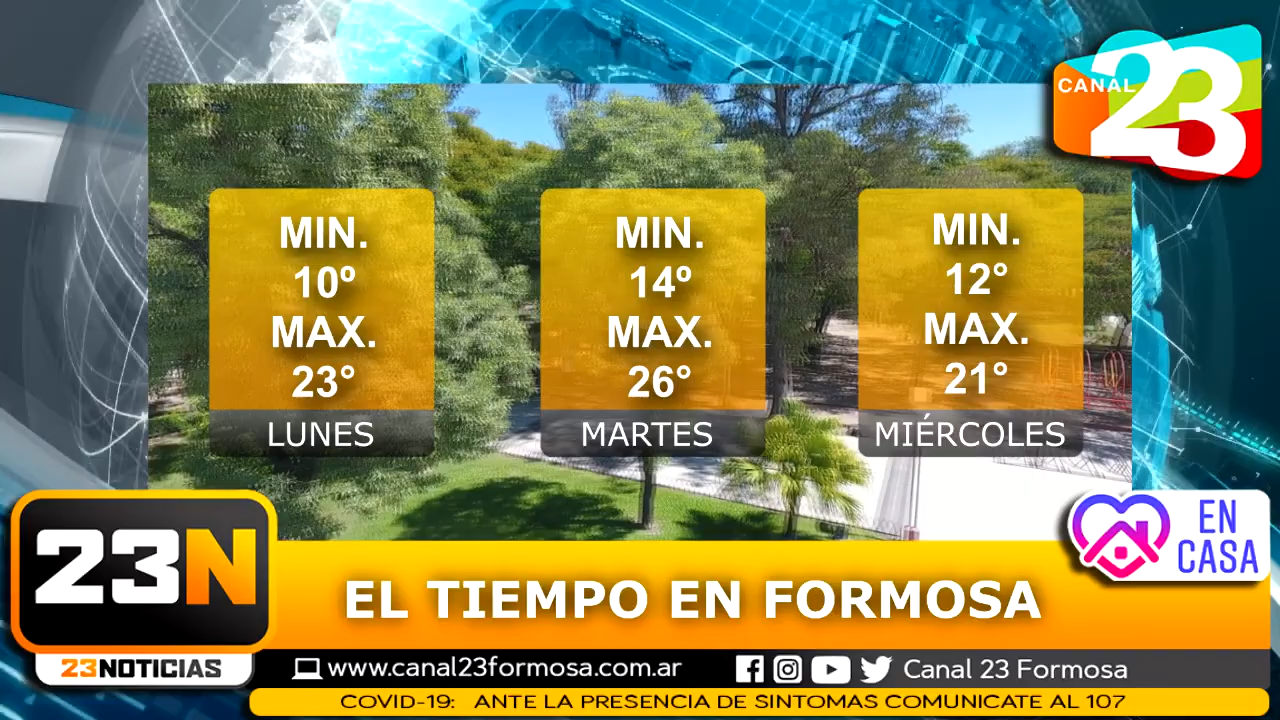 CANAL 23
MIN.
10º
MAX.
23°
LUNES
MIN.
14º
MAX.
26°
MARTES
MIN.
12°
MAX.
21°
MIÉRCOLES
EN
CASA
23N
EL TIEMPO EN FORMOSA
23NOTICIAS
www.canal23formosa.com.ar
Canal 23 Formosa
COVID-19: ANTE LA PRESENCIA DE SINTOMAS COMUNICATE AL 107